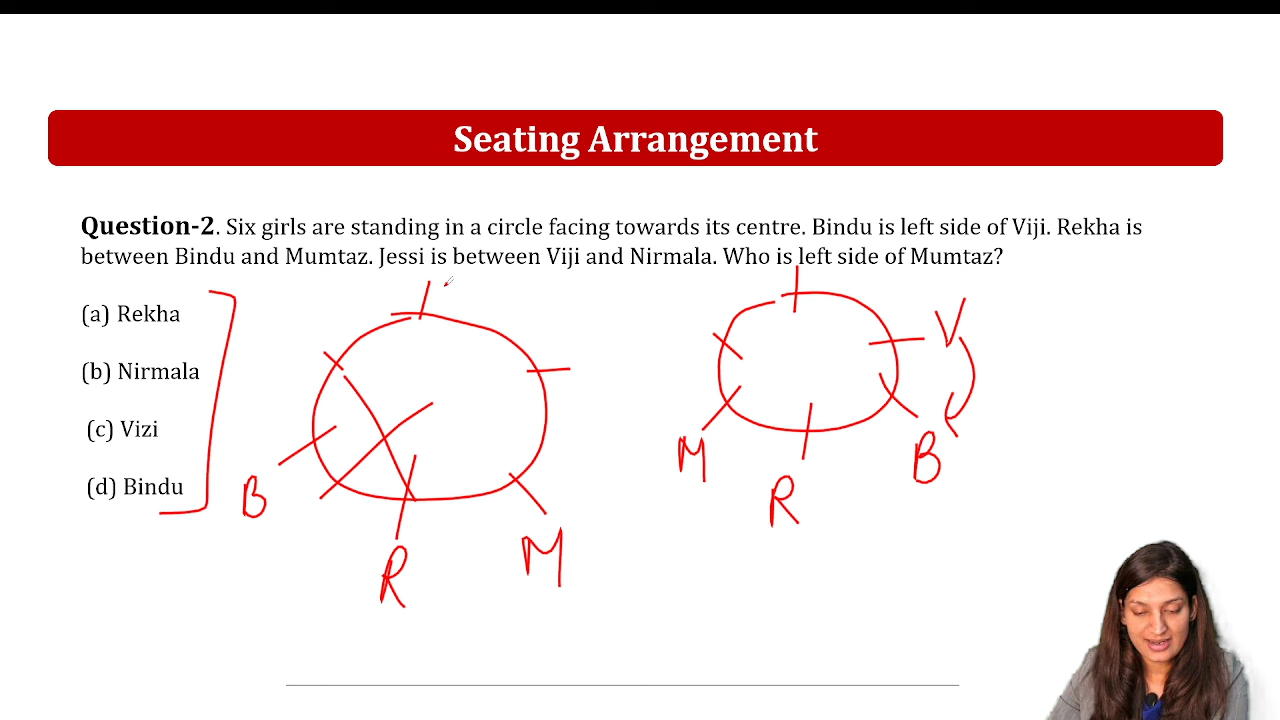 Seating Arrangement
Question-2. Six girls are standing in a circle facing towards its centre. Bindu is left side of Viji. Rekha is
between Bindu and Mumtaz. Jessi is between Viji and Nirmala. Who is left side of Mumtaz?
(a) Rekha
(b) Nirmala
(c) Vizi
(d) Bindu
B
R
M
V
M
R
B